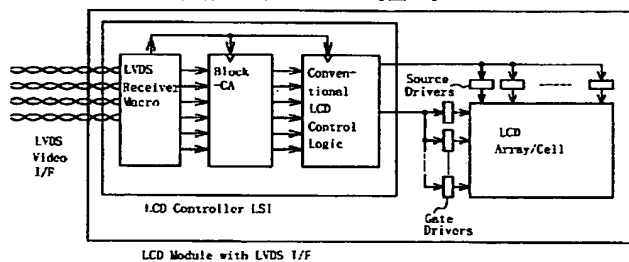 LVDS
Receiver
Macro
Block
-CA
Conven-
tional
LCD
Control
Logic
Source
Drivers
LCD
Array/Cell
LVDS
Video
I/F
Gate
Drivers
LCD Controller LSI
LCD Module with LVDS I/F